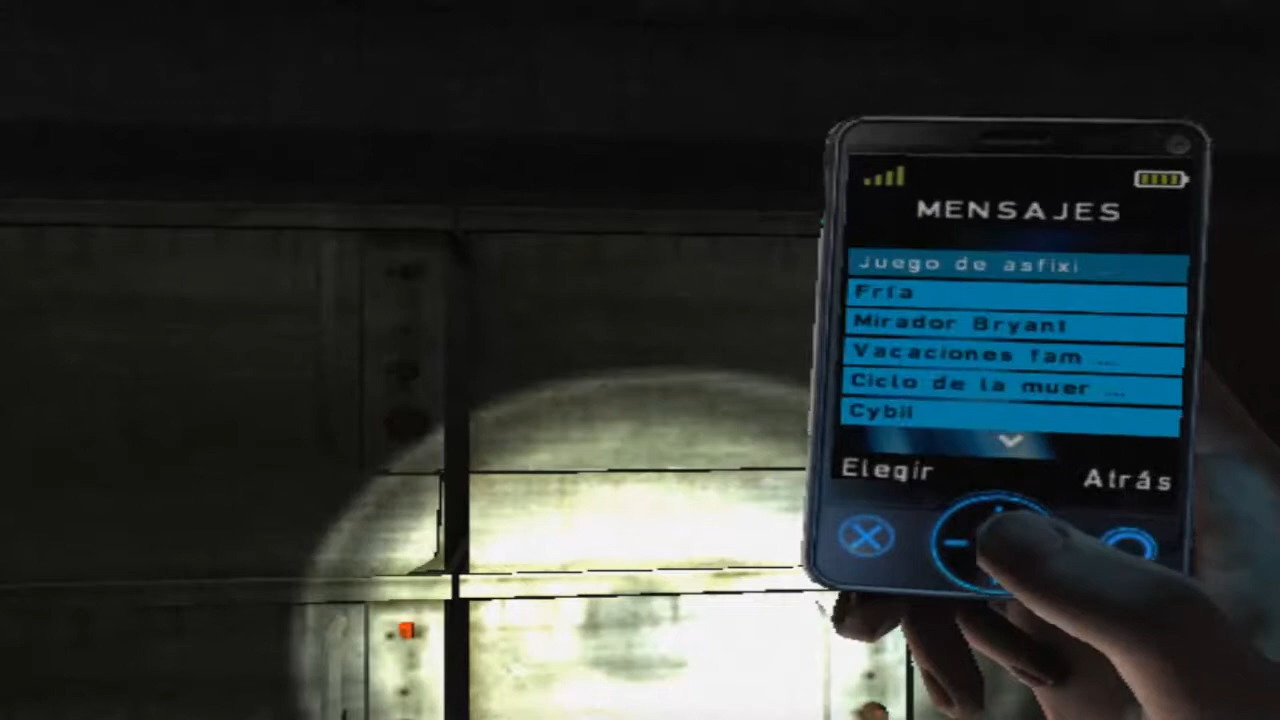 MENSAJES
Juego de asfixi
Fría
Mirador Bryant
Vacaciones fam ...
Ciclo de la muer ...
Cybil
Elegir
Atrás